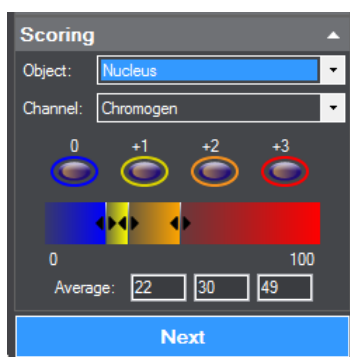 Scoring
Object: Nucleus
Channel: Chromogen
0 +1 +2 +3
0 100
Average: 22 30 49
Next